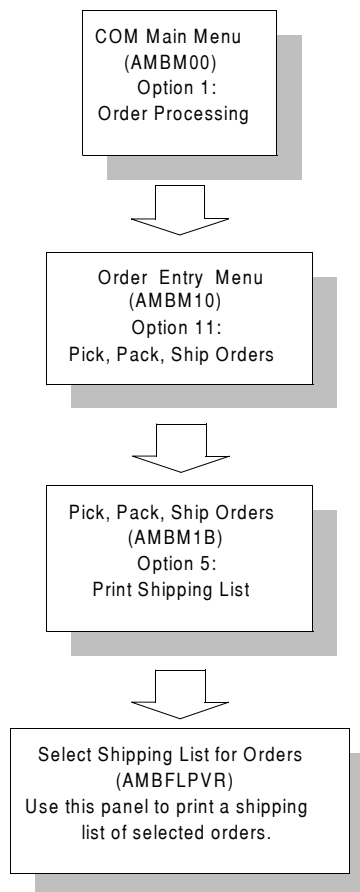 COM Main Menu
(AMBM00)
Option 1:
Order Processing
Order Entry Menu
(AMBM10)
Option 11:
Pick, Pack, Ship Orders
Pick, Pack, Ship Orders
(AMBM1B)
Option 5:
Print Shipping List
Select Shipping List for Orders
(AMBFLPVR)
Use this panel to print a shipping
list of selected orders.